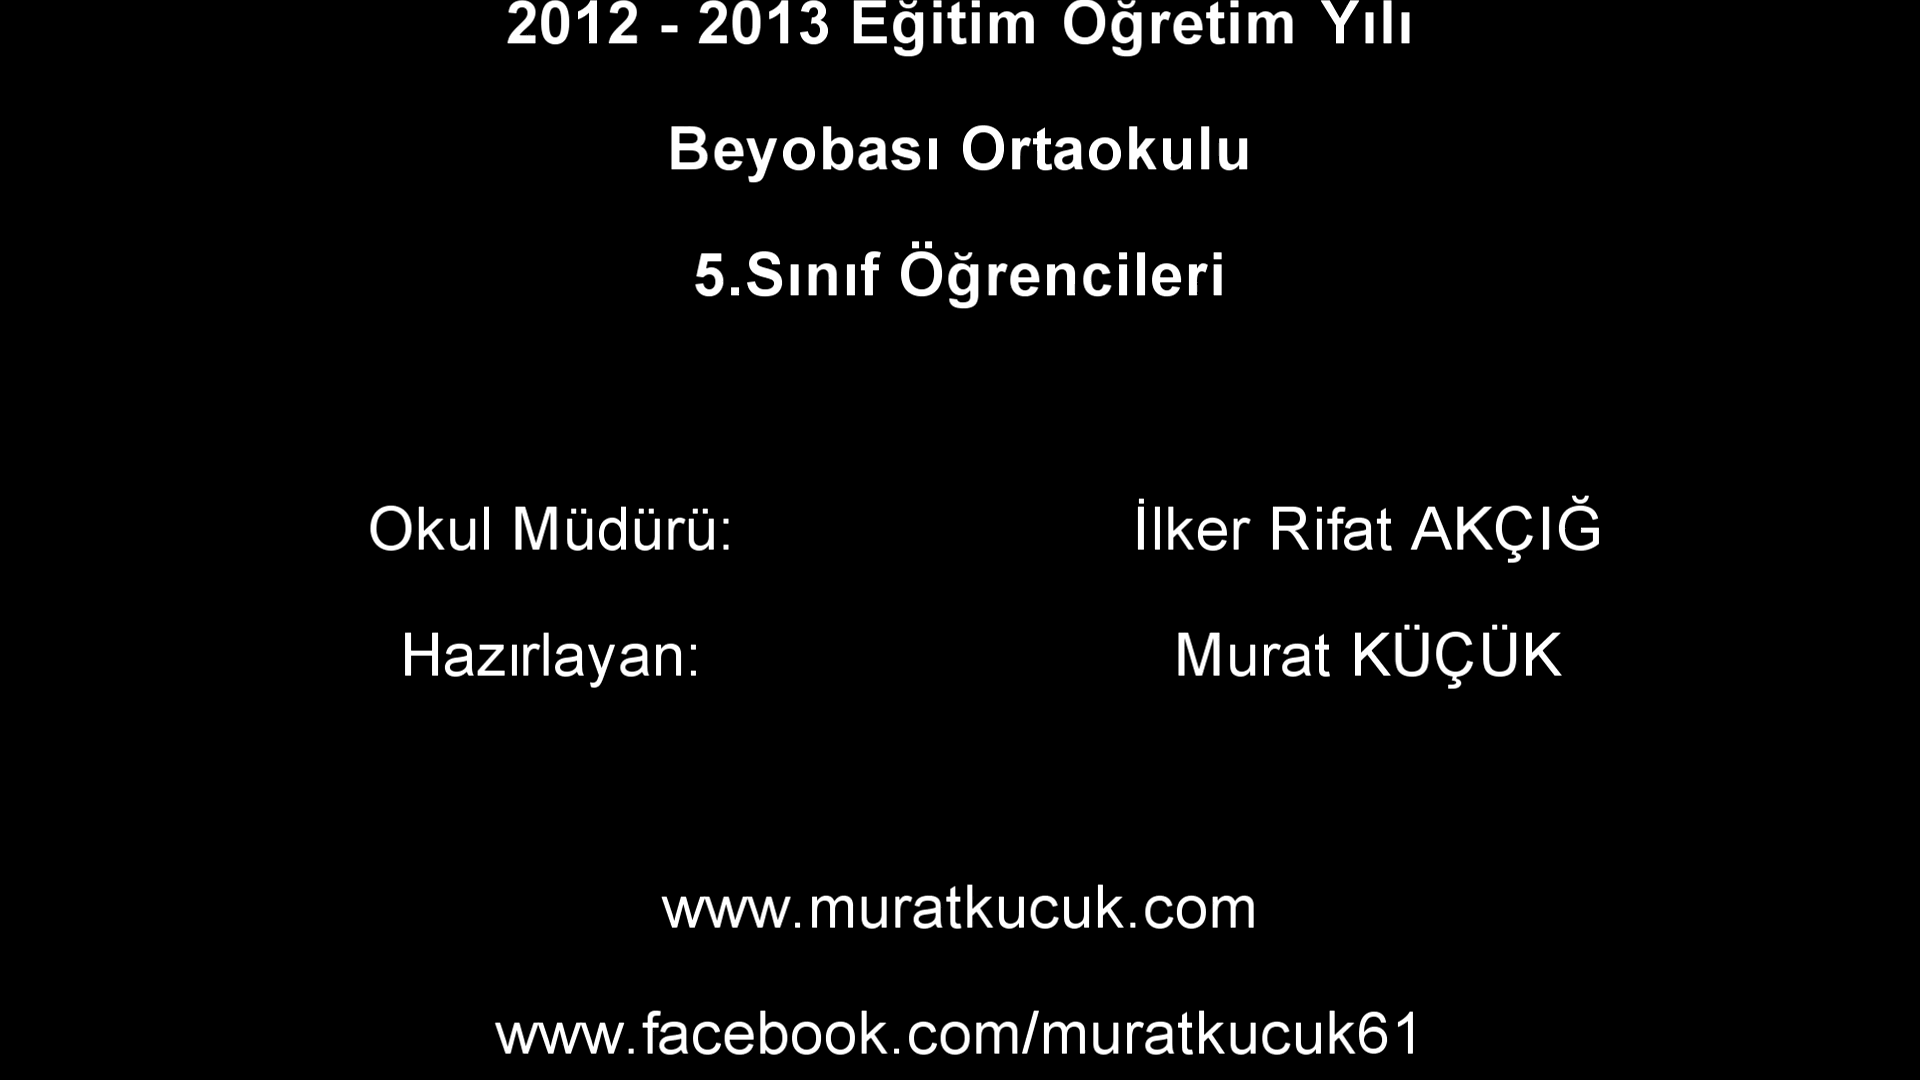 2012 - 2013 Eğitim Öğretim Yılı
Beyobası Ortaokulu
5.Sınıf Öğrencileri
Okul Müdürü: İlker Rifat AKÇIĞ
Hazırlayan: Murat KÜÇÜK
www.muratkucuk.com
www.facebook.com/muratkucuk61